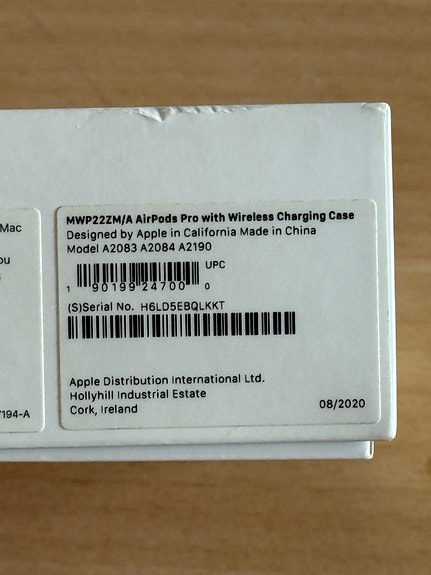 Mac
MWP22ZM/A AirPods Pro with Wireless Charging Case
Designed by Apple in California Made in China
Model A2083 A2084 A2190
UPC
1 90199 24700 0
(S)Serial No. H6LD5EBQLKKT
Apple Distribution International Ltd.
Hollyhill Industrial Estate
Cork, Ireland
08/2020
7194-A